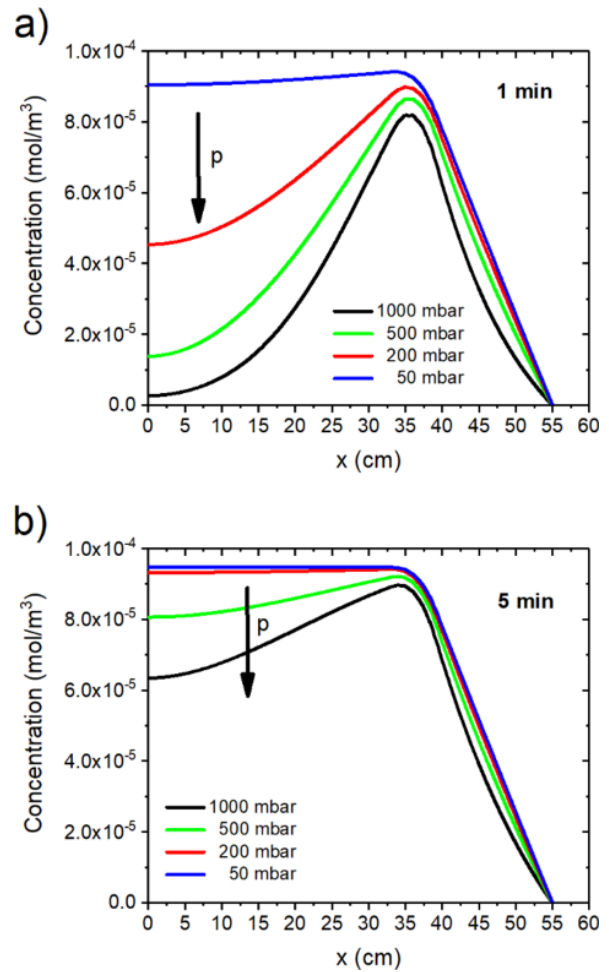 a)
1 min
p
Concentration (mol/m³)
1.0x10⁻⁴
8.0x10⁻⁵
6.0x10⁻⁵
4.0x10⁻⁵
2.0x10⁻⁵
0.0
1000 mbar
500 mbar
200 mbar
50 mbar
0 5 10 15 20 25 30 35 40 45 50 55 60
x (cm)
b)
5 min
p
Concentration (mol/m³)
1.0x10⁻⁴
8.0x10⁻⁵
6.0x10⁻⁵
4.0x10⁻⁵
2.0x10⁻⁵
0.0
1000 mbar
500 mbar
200 mbar
50 mbar
0 5 10 15 20 25 30 35 40 45 50 55 60
x (cm)